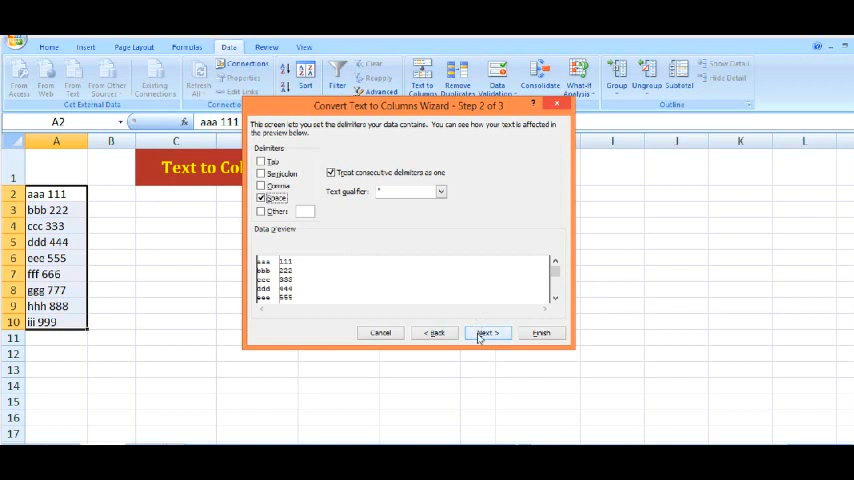 Home Insert Page Layout Formulas Data Review View
From Access
From Web
From Other Sources
Existing Connections
Get External Data
Refresh All
Connections
Properties
Edit Links
Sort
Filter
Clear
Reapply
Advanced
Text to Columns
Remove Duplicates
Data Validation
Consolidate
What-If Analysis
Group
Ungroup
Subtotal
Show Detail
Hide Detail
Outline
A2 fx aaa 111
A B C I J K L
1 Text to Col
2 aaa 111
3 bbb 222
4 ccc 333
5 ddd 444
6 eee 555
7 fff 666
8 ggg 777
9 hhh 888
10 iii 999
11
12
13
14
15
16
17
Convert Text to Columns Wizard - Step 2 of 3
This screen lets you set the delimiters your data contains. You can see how your text is affected in
the preview below.
Delimiters
Tab
Semicolon
Comma
Space
Other:
Treat consecutive delimiters as one
Text qualifier: "
Data preview
aaa 111
bbb 222
ccc 333
ddd 444
eee 555
Cancel < Back Next > Finish